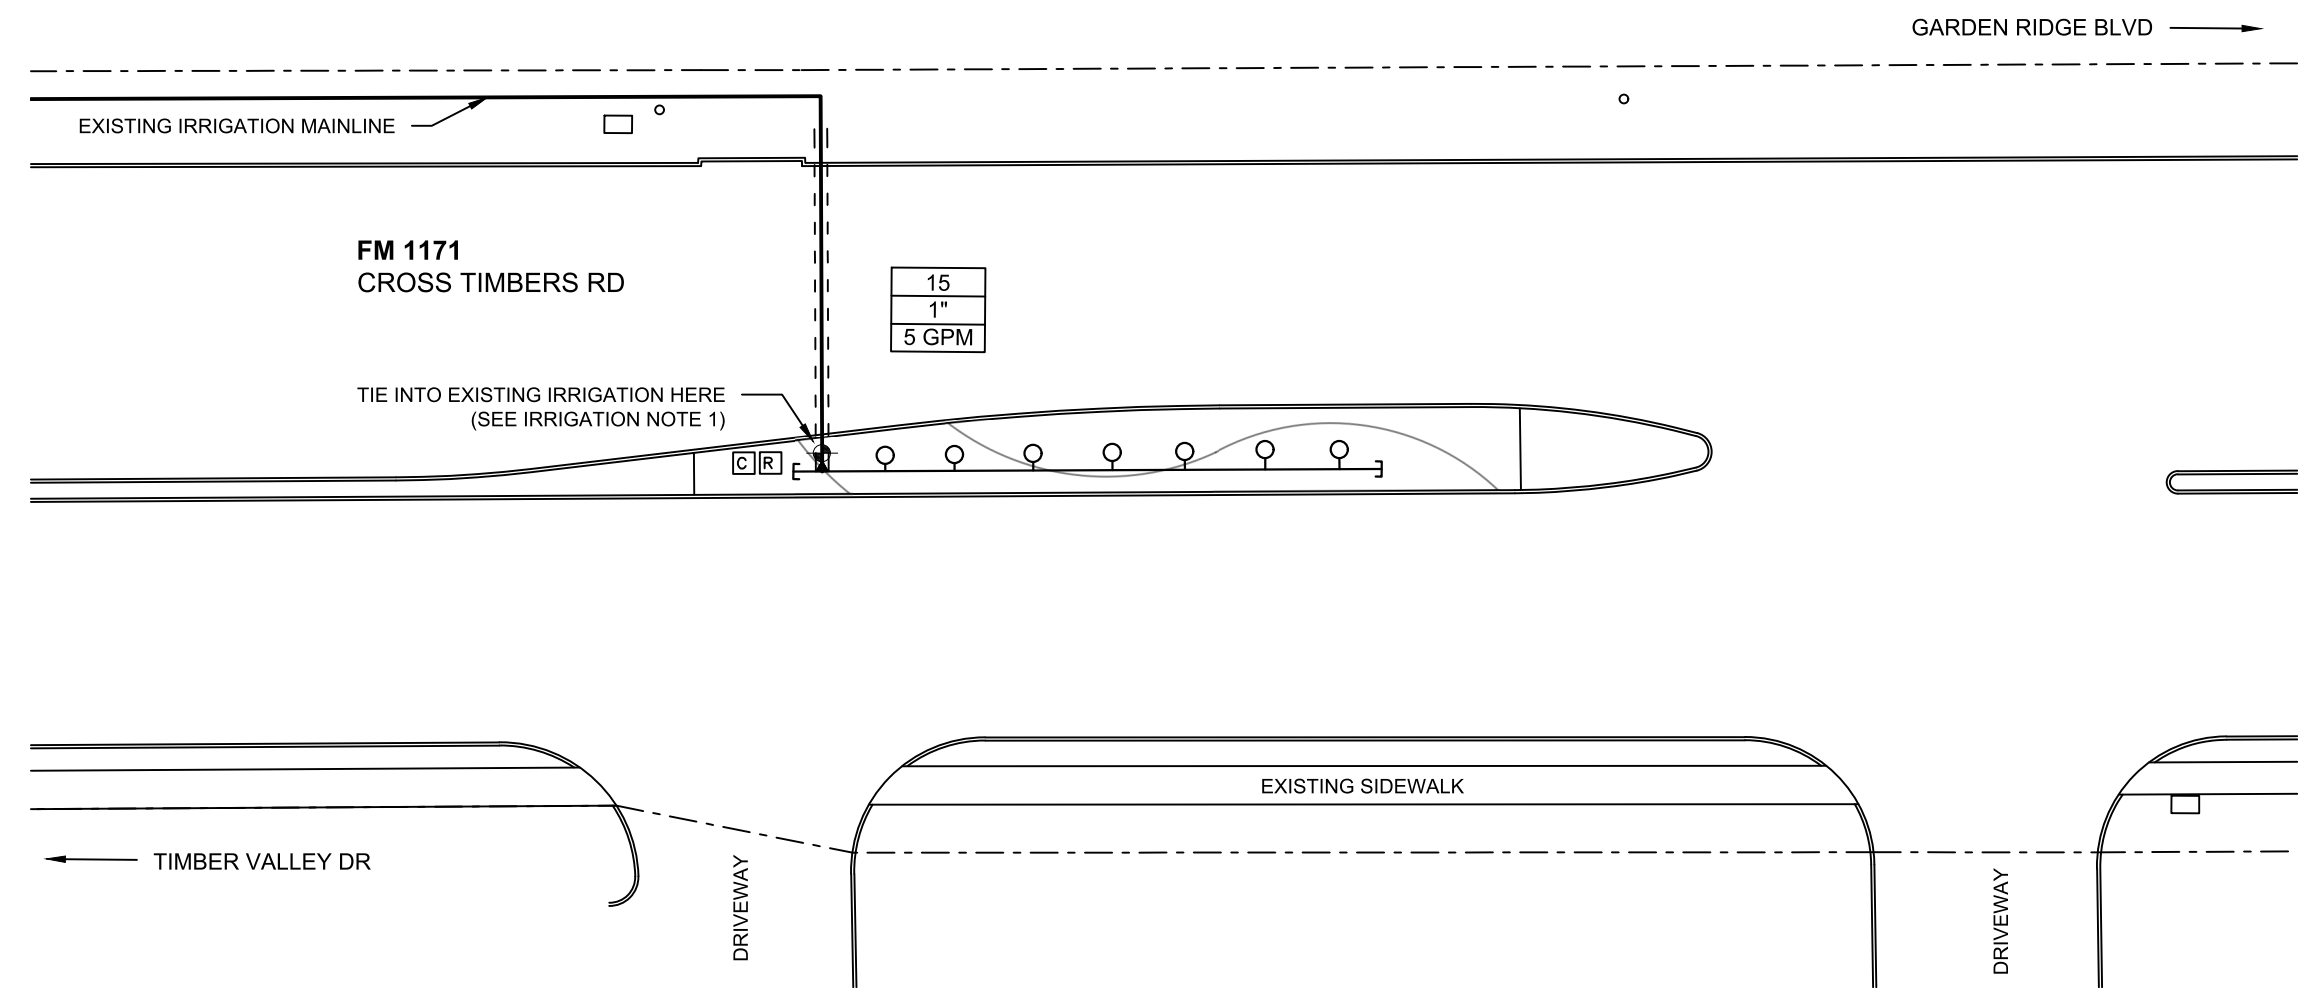 GARDEN RIDGE BLVD
EXISTING IRRIGATION MAINLINE
FM 1171
CROSS TIMBERS RD
15
1"
5 GPM
TIE INTO EXISTING IRRIGATION HERE
(SEE IRRIGATION NOTE 1)
C R
EXISTING SIDEWALK
TIMBER VALLEY DR
DRIVEWAY
DRIVEWAY